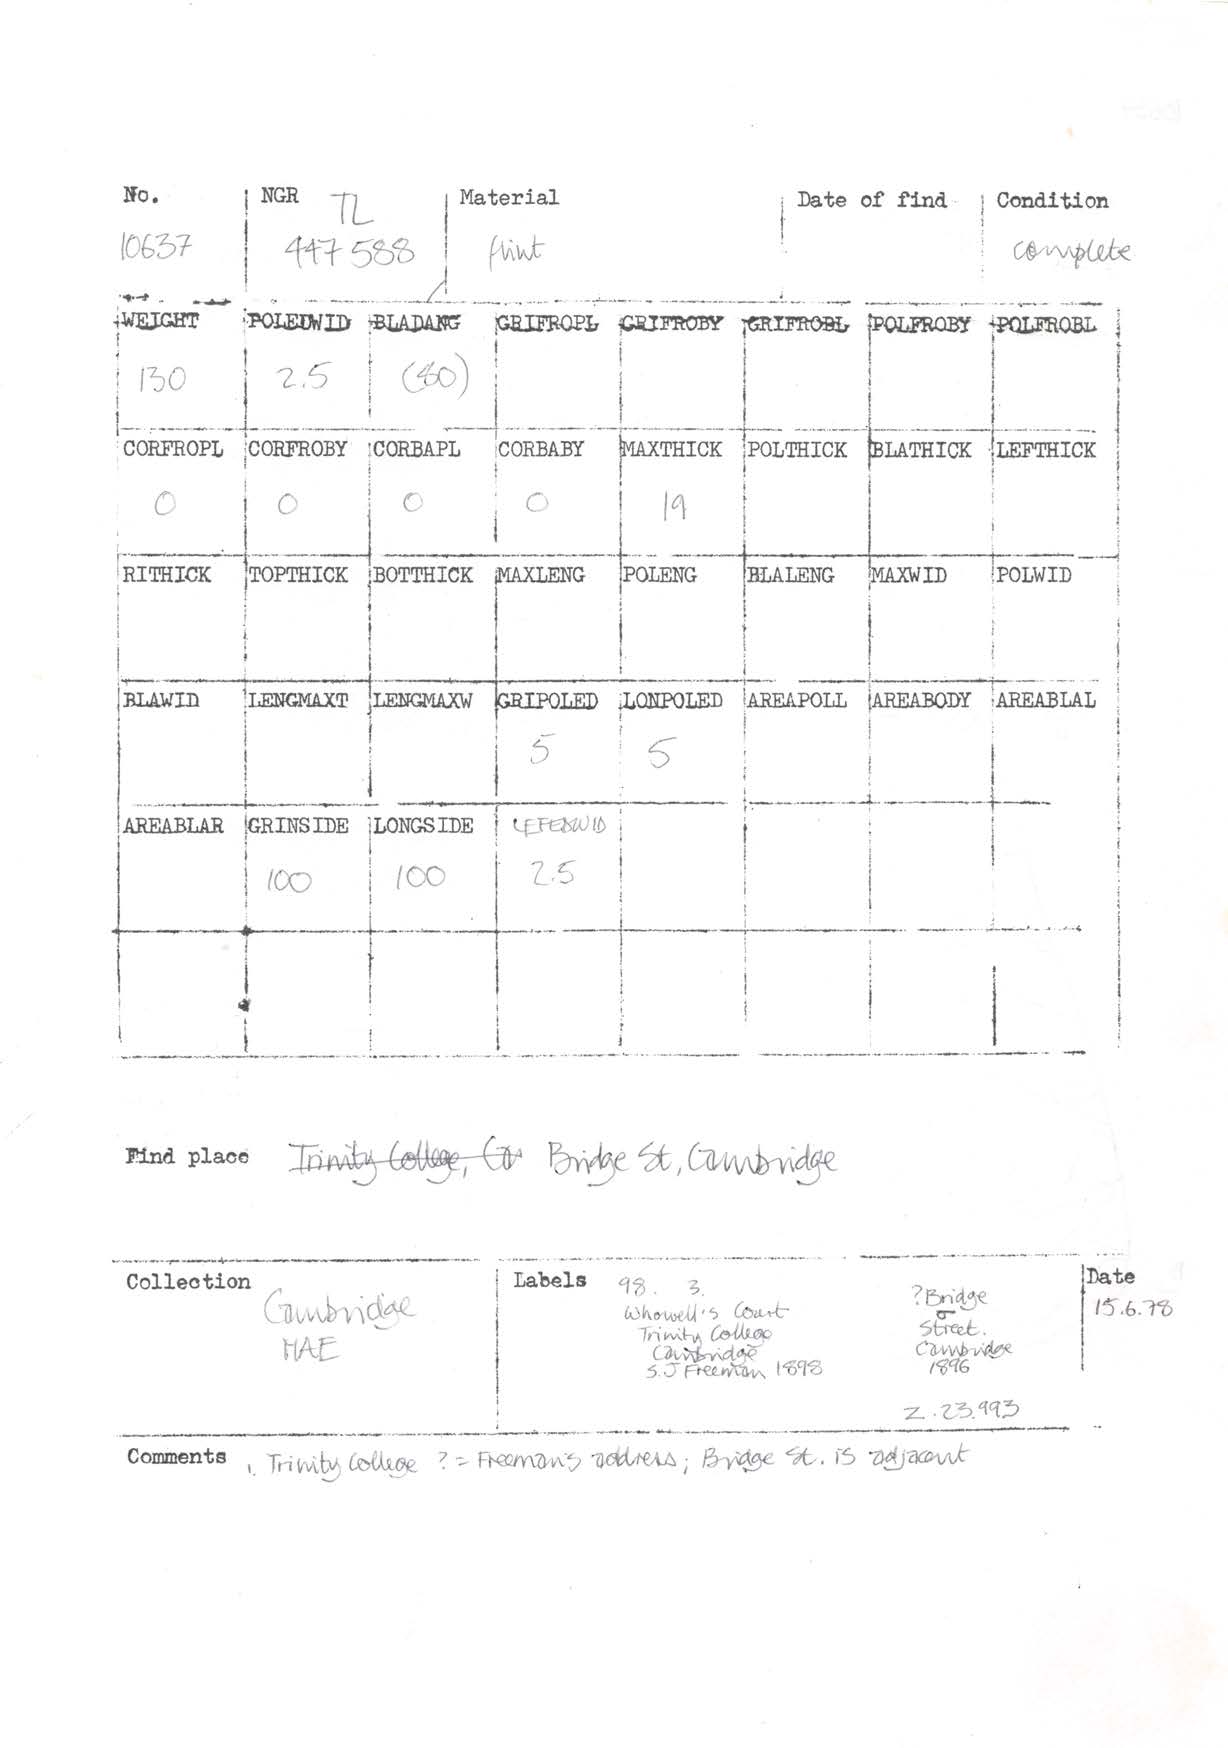 No. NGR TL Material Date of find Condition
10637 447 588 flint complete
WEIGHT POLEDWID BLADANG GRIFROPL GRIFROBY GRIFROBL POLFROBY POLFROBL
130 2.5 (80)
CORFROPL CORFROBY CORBAPL CORBABY MAXTHICK POLTHICK BLATHICK LEFTHICK
0 0 0 0 19
RITHICK TOPTHICK BOTTHICK MAXLENG POLENG BLALENG MAXWID POLWID
BLAWID LENGMAXT LENGMAXW GRIPOLED LONPOLED AREAPOLL AREABODY AREABLAL
5 5
AREABLAR GRINSIDE LONGSIDE LEFEDWID
100 100 2.5
Find place Trinity College, Ca Bridge St, Cambridge
Collection
Cambridge
MAE
Labels 98. 3.
Whowell's Court
Trinity College
Cambridge
S.J Freeman 1898
? Bridge
Street.
Cambridge
1896
Z.23993
Date
15.6.78
Comments 1. Trinity College ? = Freeman's address; Bridge St. is adjacent